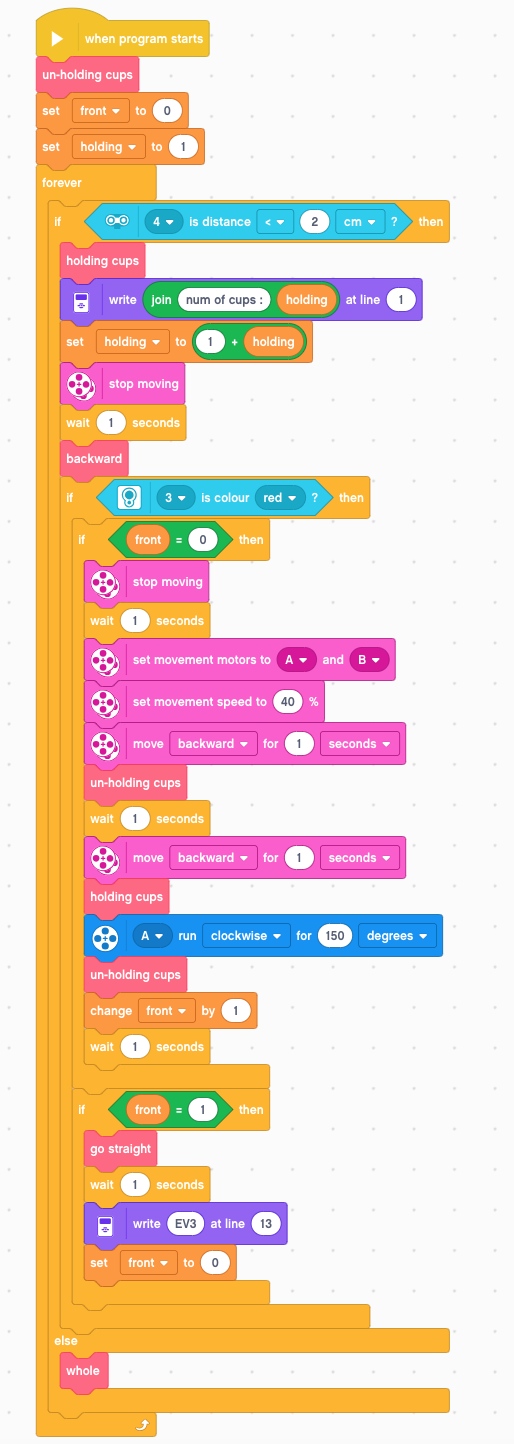 when program starts
un-holding cups
set front to 0
set holding to 1
forever
if 4 is distance < 2 cm ? then
holding cups
write join num of cups : holding at line 1
set holding to 1 + holding
stop moving
wait 1 seconds
backward
if 3 is colour red ? then
if front = 0 then
stop moving
wait 1 seconds
set movement motors to A and B
set movement speed to 40 %
move backward for 1 seconds
un-holding cups
wait 1 seconds
move backward for 1 seconds
holding cups
A run clockwise for 150 degrees
un-holding cups
change front by 1
wait 1 seconds
if front = 1 then
go straight
wait 1 seconds
write EV3 at line 13
set front to 0
else
whole